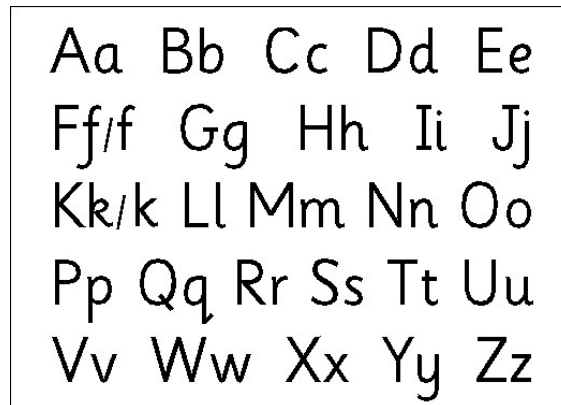 Aa Bb Cc Dd Ee
Ff/f Gg Hh Ii Jj
Kk/k Ll Mm Nn Oo
Pp Qq Rr Ss Tt Uu
Vv Ww Xx Yy Zz